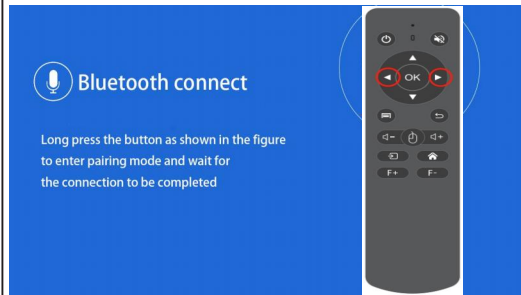 Bluetooth connect
Long press the button as shown in the figure
to enter pairing mode and wait for
the connection to be completed
OK
F+ F-